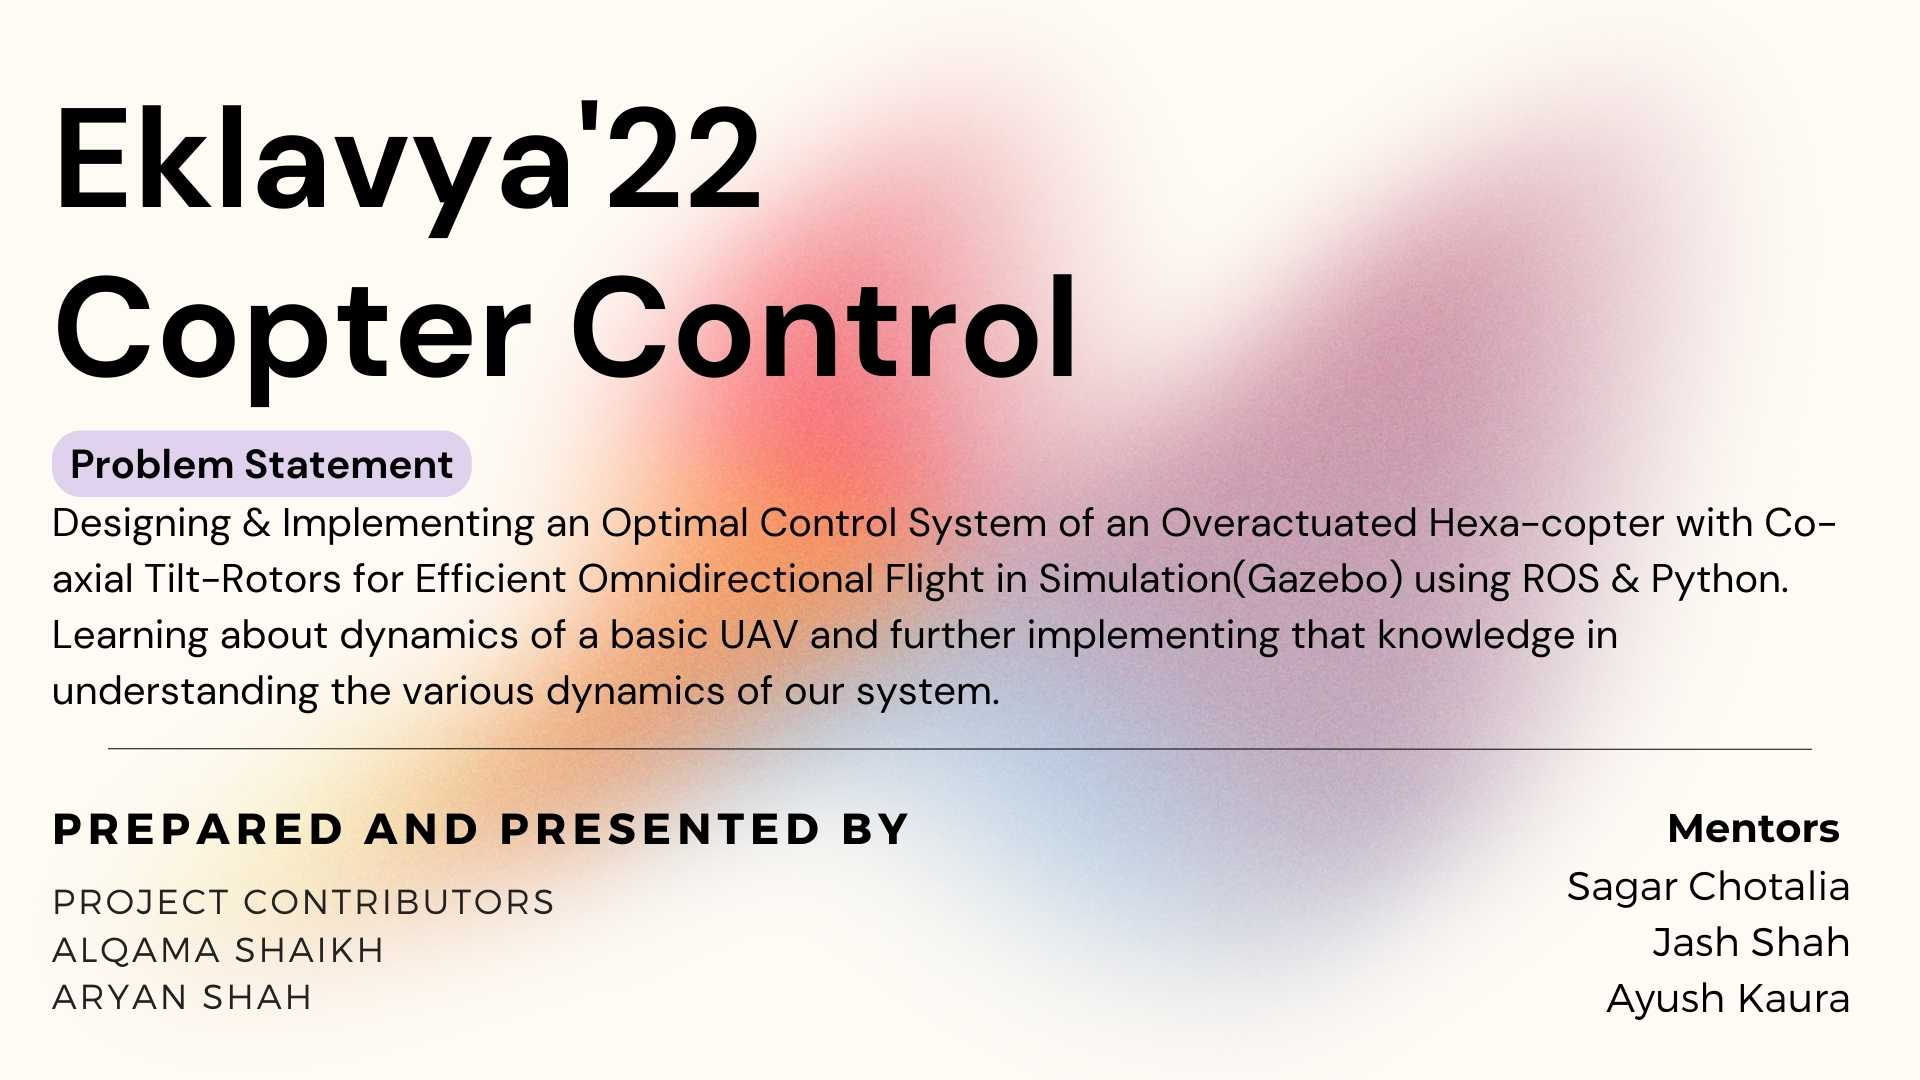 Eklavya'22
Copter Control
Problem Statement
Designing & Implementing an Optimal Control System of an Overactuated Hexa-copter with Co-
axial Tilt-Rotors for Efficient Omnidirectional Flight in Simulation(Gazebo) using ROS & Python.
Learning about dynamics of a basic UAV and further implementing that knowledge in
understanding the various dynamics of our system.
PREPARED AND PRESENTED BY
PROJECT CONTRIBUTORS
ALQAMA SHAIKH
ARYAN SHAH
Mentors
Sagar Chotalia
Jash Shah
Ayush Kaura